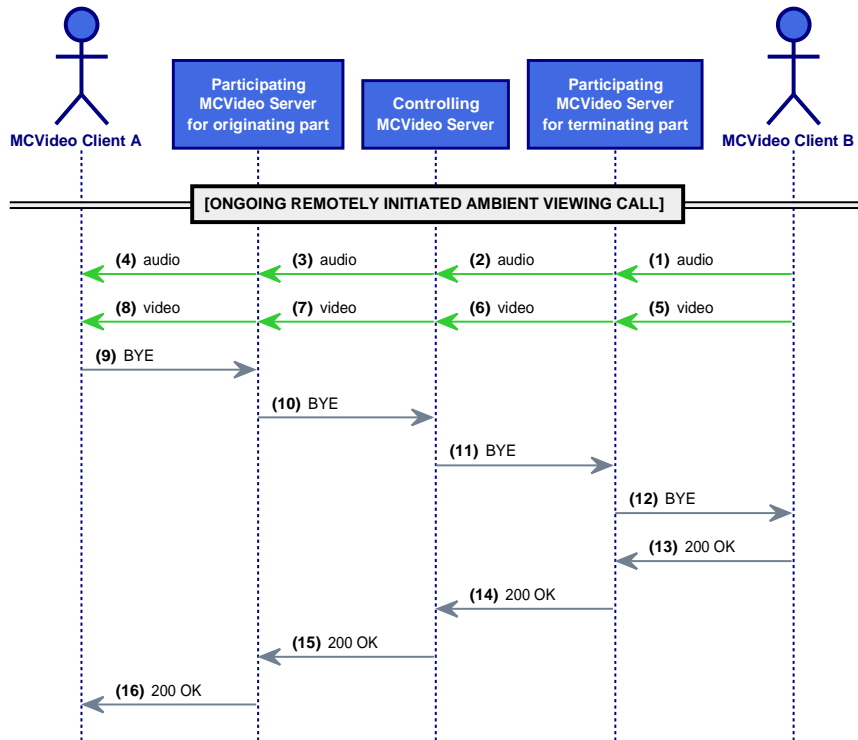 MCVideo Client A
Participating
MCVideo Server
for originating part
Controlling
MCVideo Server
Participating
MCVideo Server
for terminating part
MCVideo Client B
[ONGOING REMOTELY INITIATED AMBIENT VIEWING CALL]
(4) audio
(3) audio
(2) audio
(1) audio
(8) video
(7) video
(6) video
(5) video
(9) BYE
(10) BYE
(11) BYE
(12) BYE
(13) 200 OK
(14) 200 OK
(15) 200 OK
(16) 200 OK